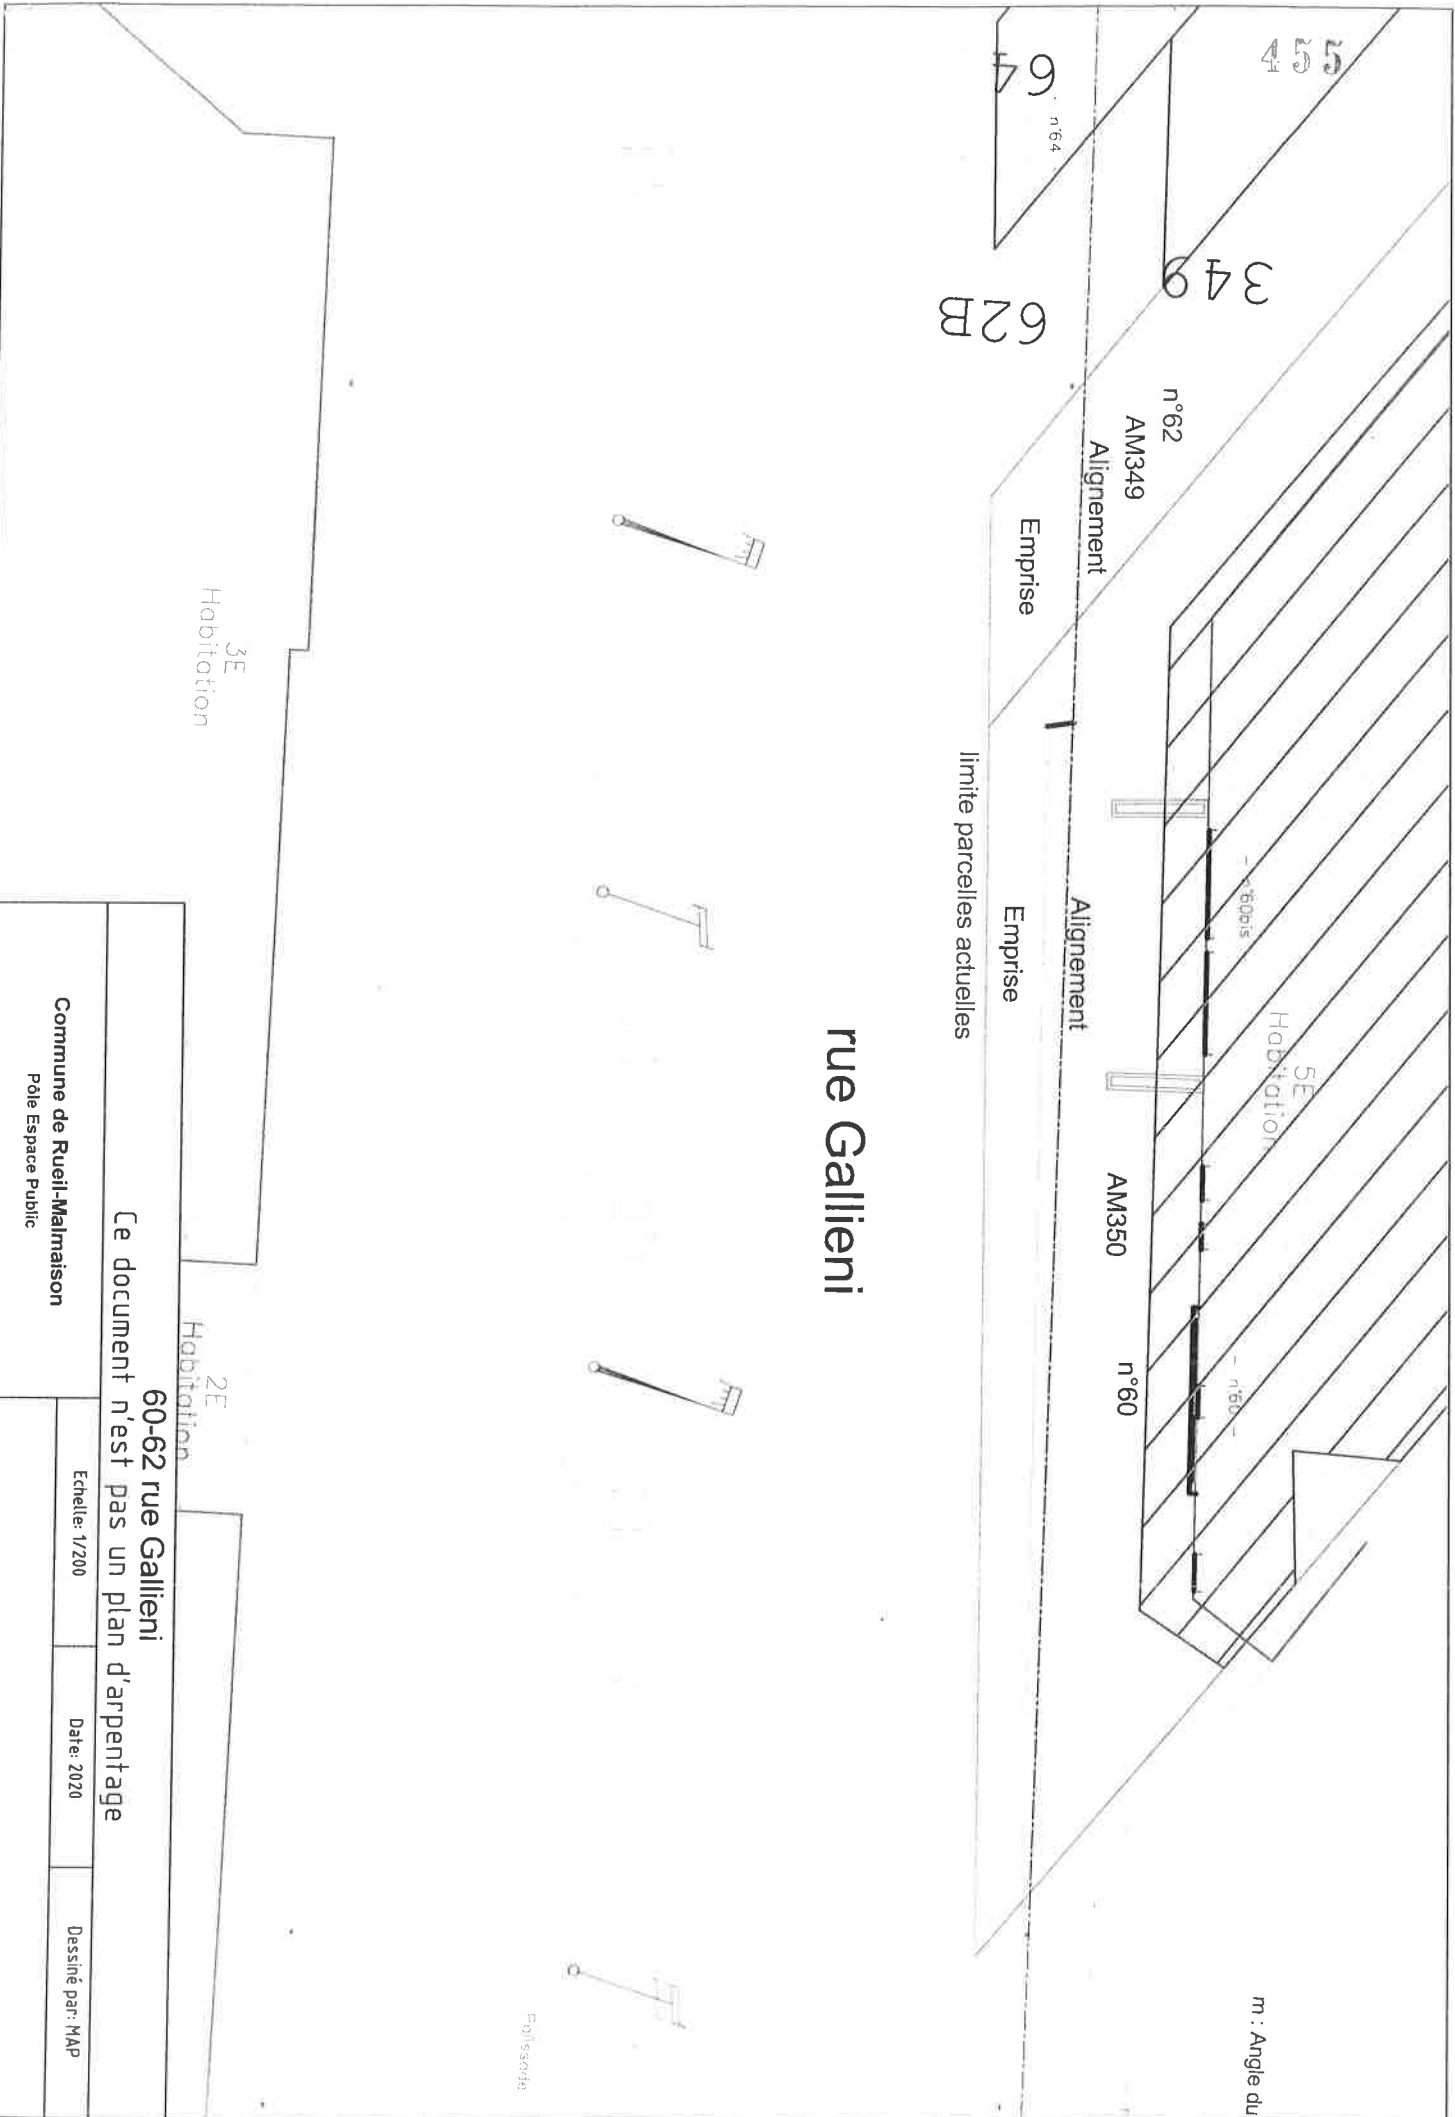 455
64
n°64
349
62B
n°62
AM349
Alignement
Emprise
limite parcelles actuelles
Alignement
Emprise
n°60bis
5E
Habitation
AM350
n°60
- n°60 -
m : Angle du
rue Gallieni
Palissade
3E
Habitation
2E
Habitation
60-62 rue Gallieni
Ce document n'est pas un plan d'arpentage
Commune de Rueil-Malmaison
Pôle Espace Public
Echelle: 1/200
Date: 2020
Dessiné par: MAP